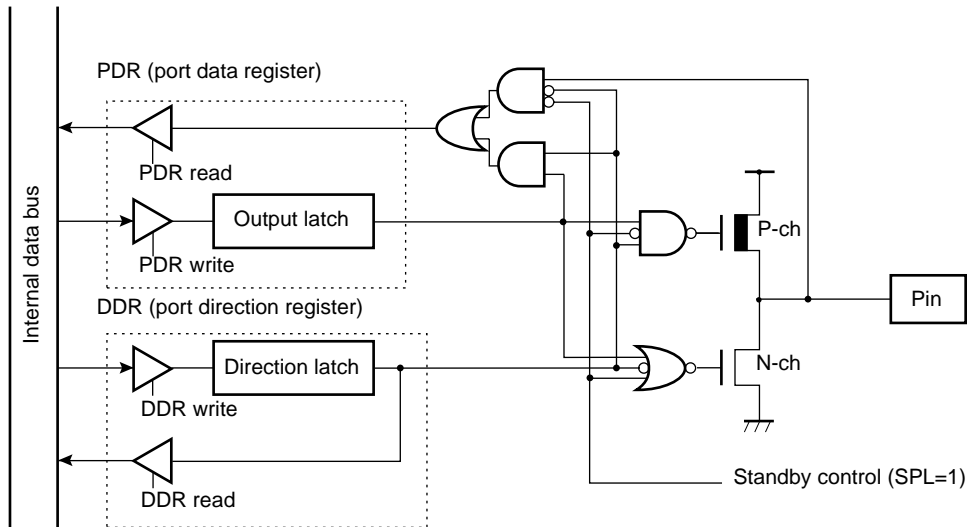 PDR (port data register)
PDR read
Output latch
PDR write
P-ch
Pin
Internal data bus
DDR (port direction register)
Direction latch
N-ch
DDR write
DDR read
Standby control (SPL=1)